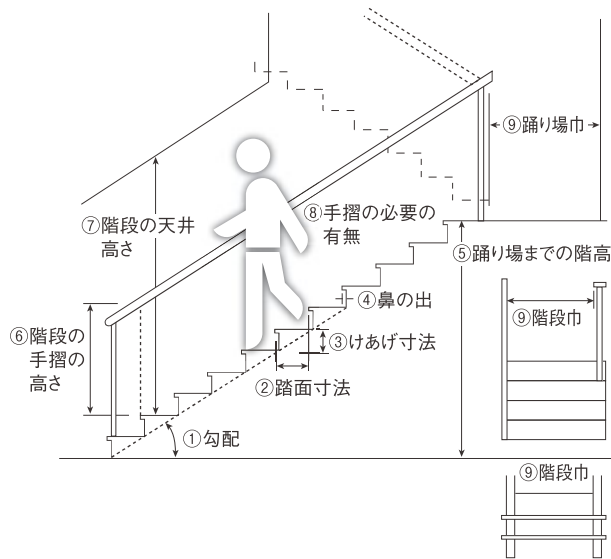 ⑨踊り場巾
⑦階段の天井
高さ
⑧手摺の必要の
有無
⑤踊り場までの階高
④鼻の出
⑨階段巾
⑥階段の
手摺の
高さ
③けあげ寸法
②踏面寸法
①勾配
⑨階段巾